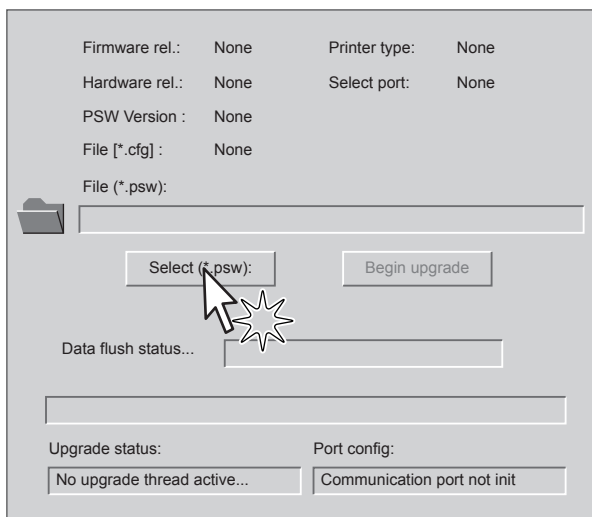 Firmware rel.: None Printer type: None
Hardware rel.: None Select port: None
PSW Version : None
File [*.cfg] : None
File (*.psw):
Select (*.psw): Begin upgrade
Data flush status...
Upgrade status: Port config:
No upgrade thread active... Communication port not init